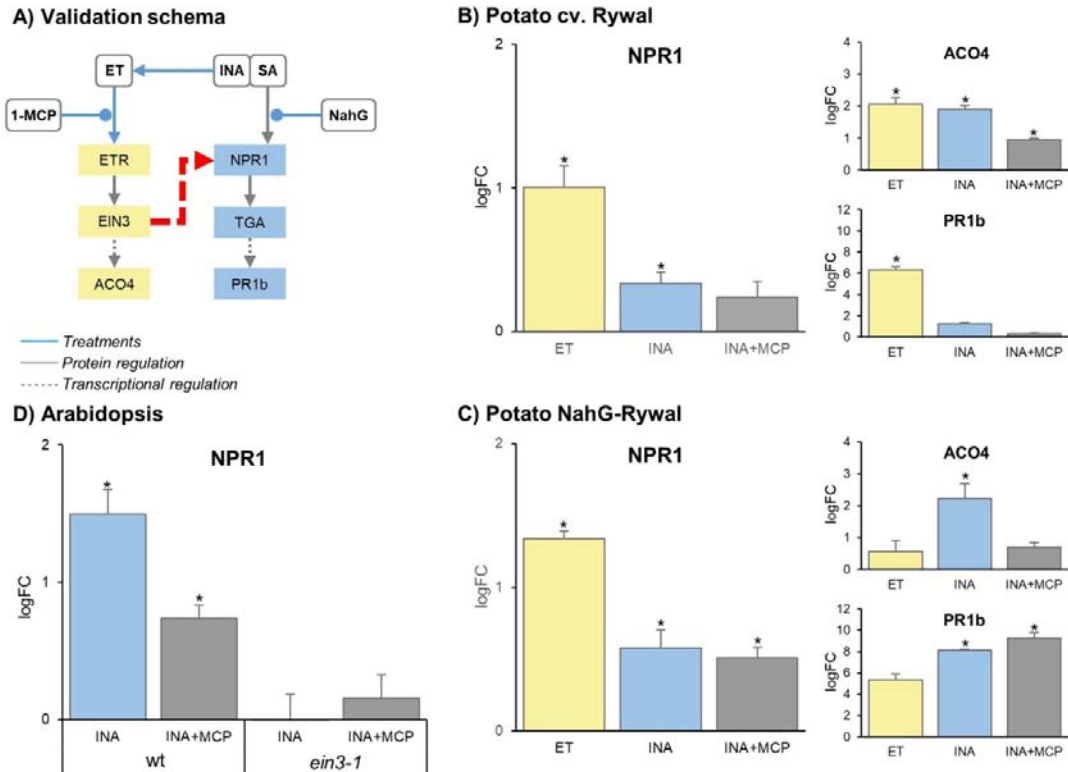 A) Validation schema
ET
INA
SA
1-MCP
NahG
ETR
NPR1
EIN3
TGA
ACO4
PR1b
Treatments
Protein regulation
Transcriptional regulation
B) Potato cv. Rywal
NPR1
2
1
0
logFC
*
*
ET
INA
INA+MCP
ACO4
4
3
2
1
0
logFC
*
*
*
ET
INA
INA+MCP
PR1b
12
10
8
6
4
2
0
logFC
*
ET
INA
INA+MCP
D) Arabidopsis
NPR1
2
1
0
logFC
*
*
INA
INA+MCP
INA
INA+MCP
wt
ein3-1
C) Potato NahG-Rywal
NPR1
2
1
0
logFC
*
*
*
ET
INA
INA+MCP
ACO4
4
3
2
1
0
logFC
*
ET
INA
INA+MCP
PR1b
12
10
8
6
4
2
0
logFC
*
*
ET
INA
INA+MCP